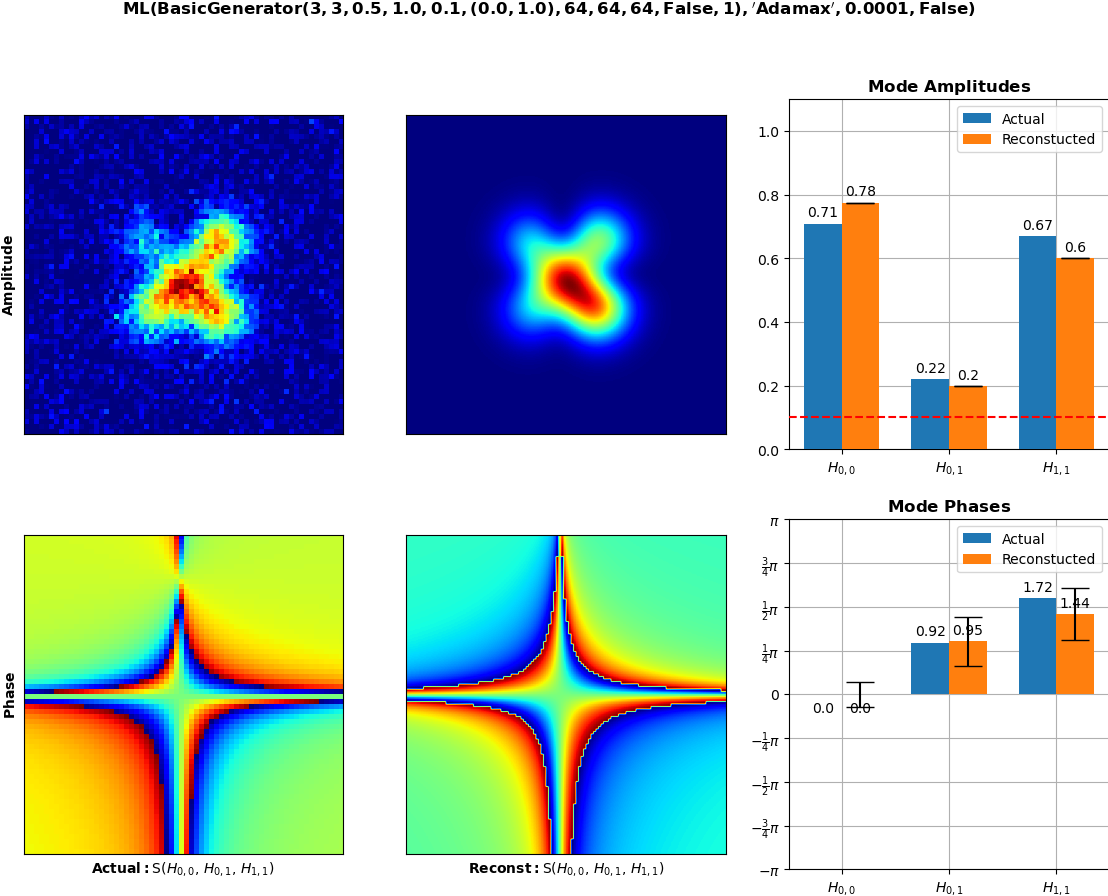 ML(BasicGenerator(3, 3, 0.5, 1.0, 0.1, (0.0, 1.0), 64, 64, 64, False, 1), ′Adamax′, 0.0001, False)
Amplitude
Mode Amplitudes
Actual
Reconstucted
1.0
0.8
0.6
0.4
0.2
0.0
0.71
0.78
0.22
0.2
0.67
0.6
H0,0
H0,1
H1,1
Phase
Actual: S(H0,0, H0,1, H1,1)
Reconst: S(H0,0, H0,1, H1,1)
Mode Phases
Actual
Reconstucted
π
3/4π
1/2π
1/4π
0
−1/4π
−1/2π
−3/4π
−π
0.0
0.0
0.92
0.95
1.72
1.44
H0,0
H0,1
H1,1